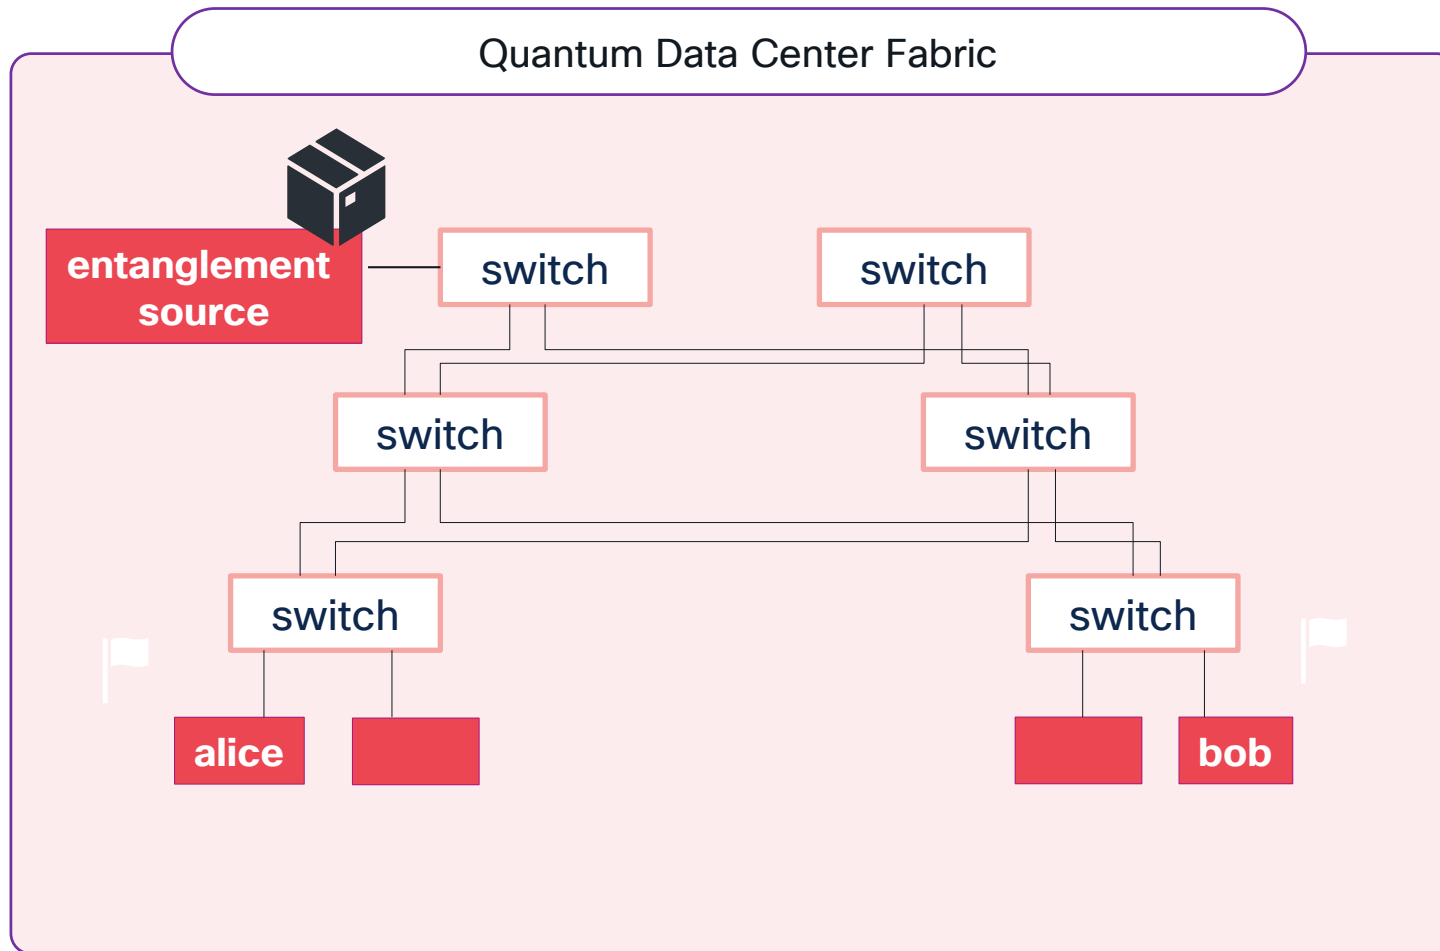 Quantum Data Center Fabric
entanglement
source
switch
switch
switch
switch
switch
switch
alice
bob